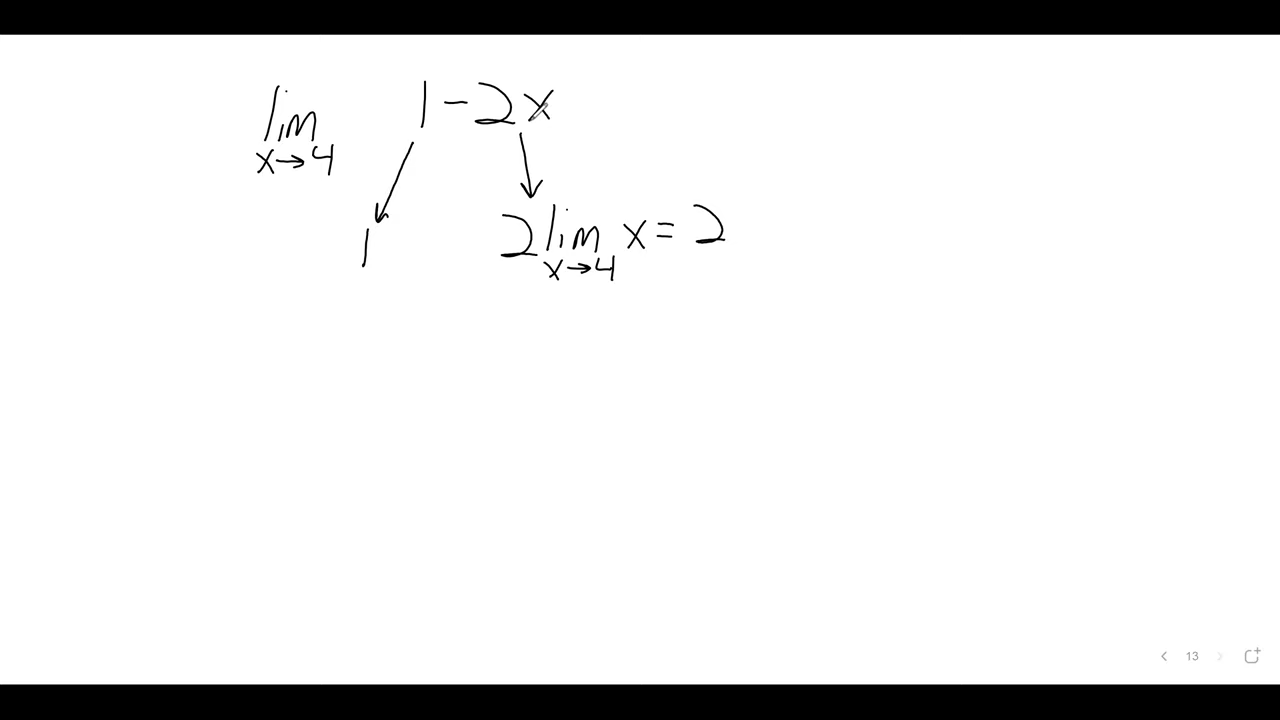 lim 1 - 2x
x→4
1 2 lim x = 2
x→4
13